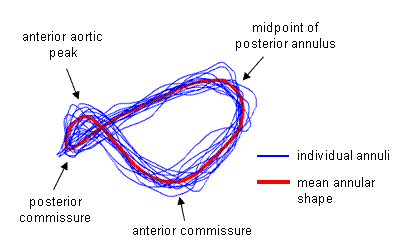 midpoint of
posterior annulus
anterior aortic
peak
individual annuli
mean annular
shape
posterior
commissure
anterior commissure